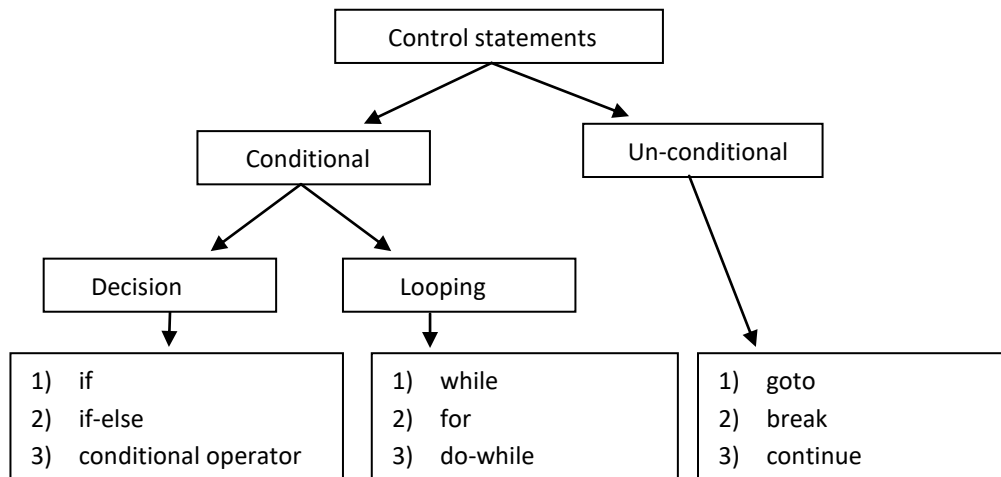 Control statements
Conditional
Un-conditional
Decision
Looping
1) if
2) if-else
3) conditional operator
1) while
2) for
3) do-while
1) goto
2) break
3) continue